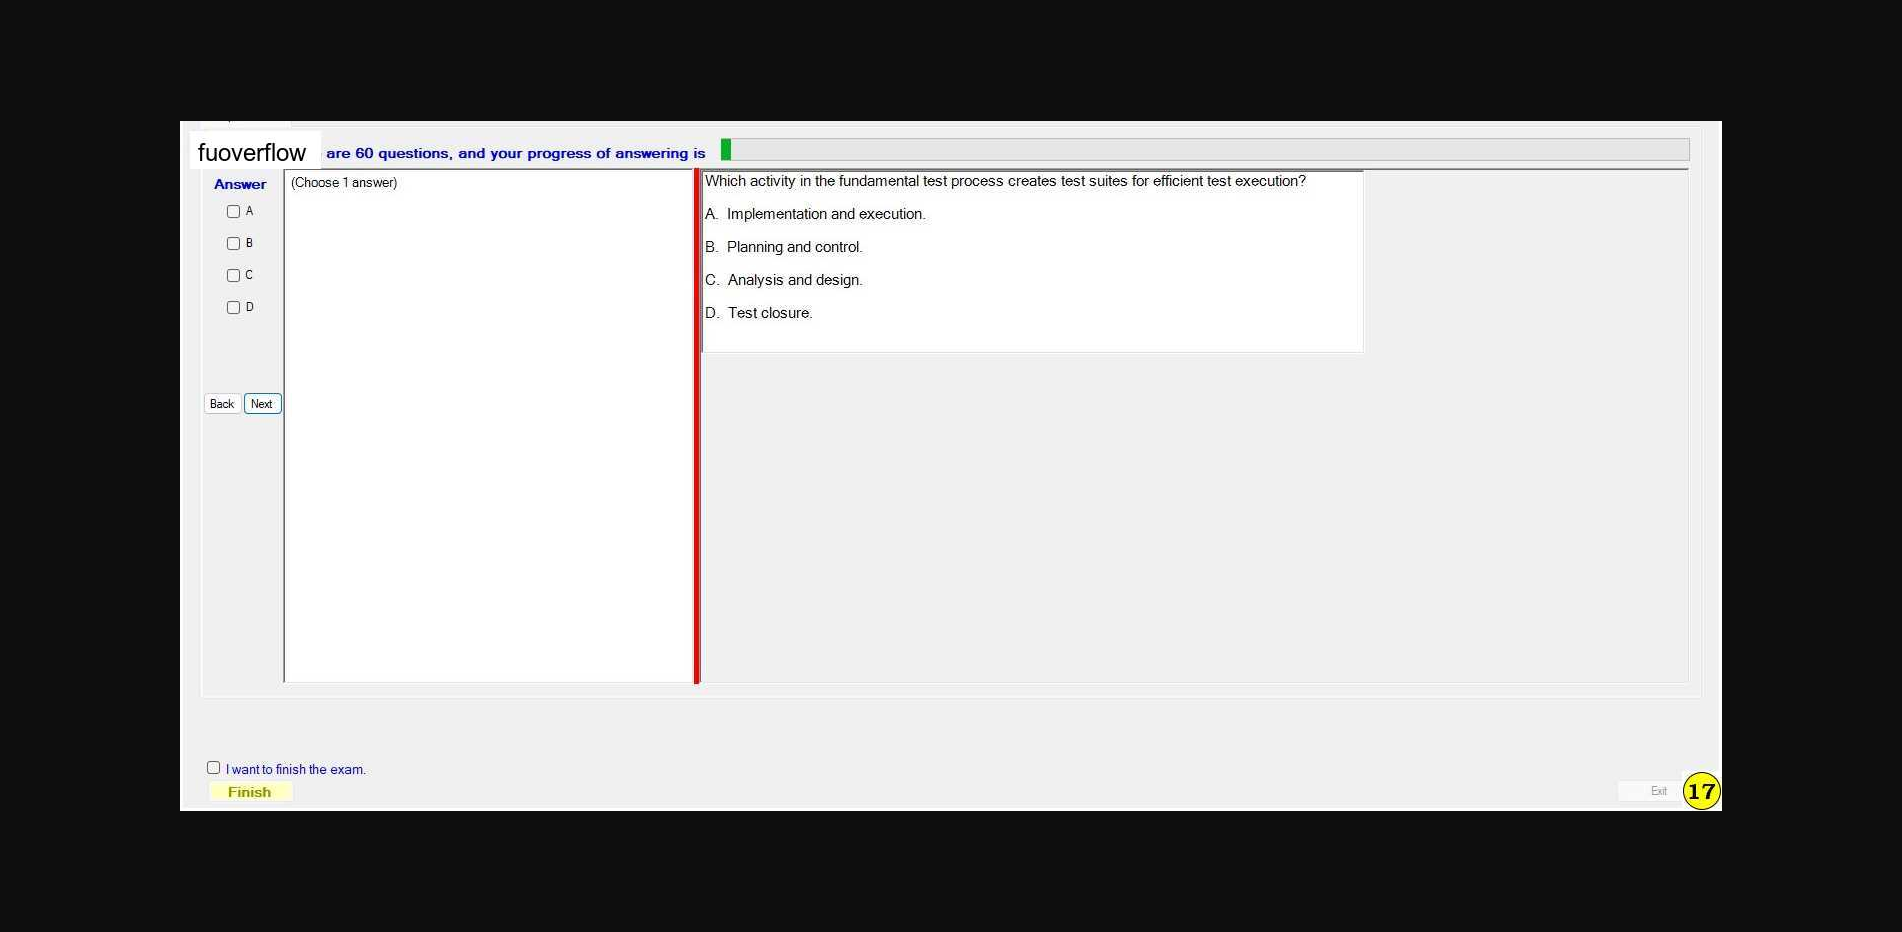 fuoverflow are 60 questions, and your progress of answering is
Answer
A
B
C
D
Back Next
(Choose 1 answer)
Which activity in the fundamental test process creates test suites for efficient test execution?
A. Implementation and execution.
B. Planning and control.
C. Analysis and design.
D. Test closure.
I want to finish the exam.
Finish
Exit
17